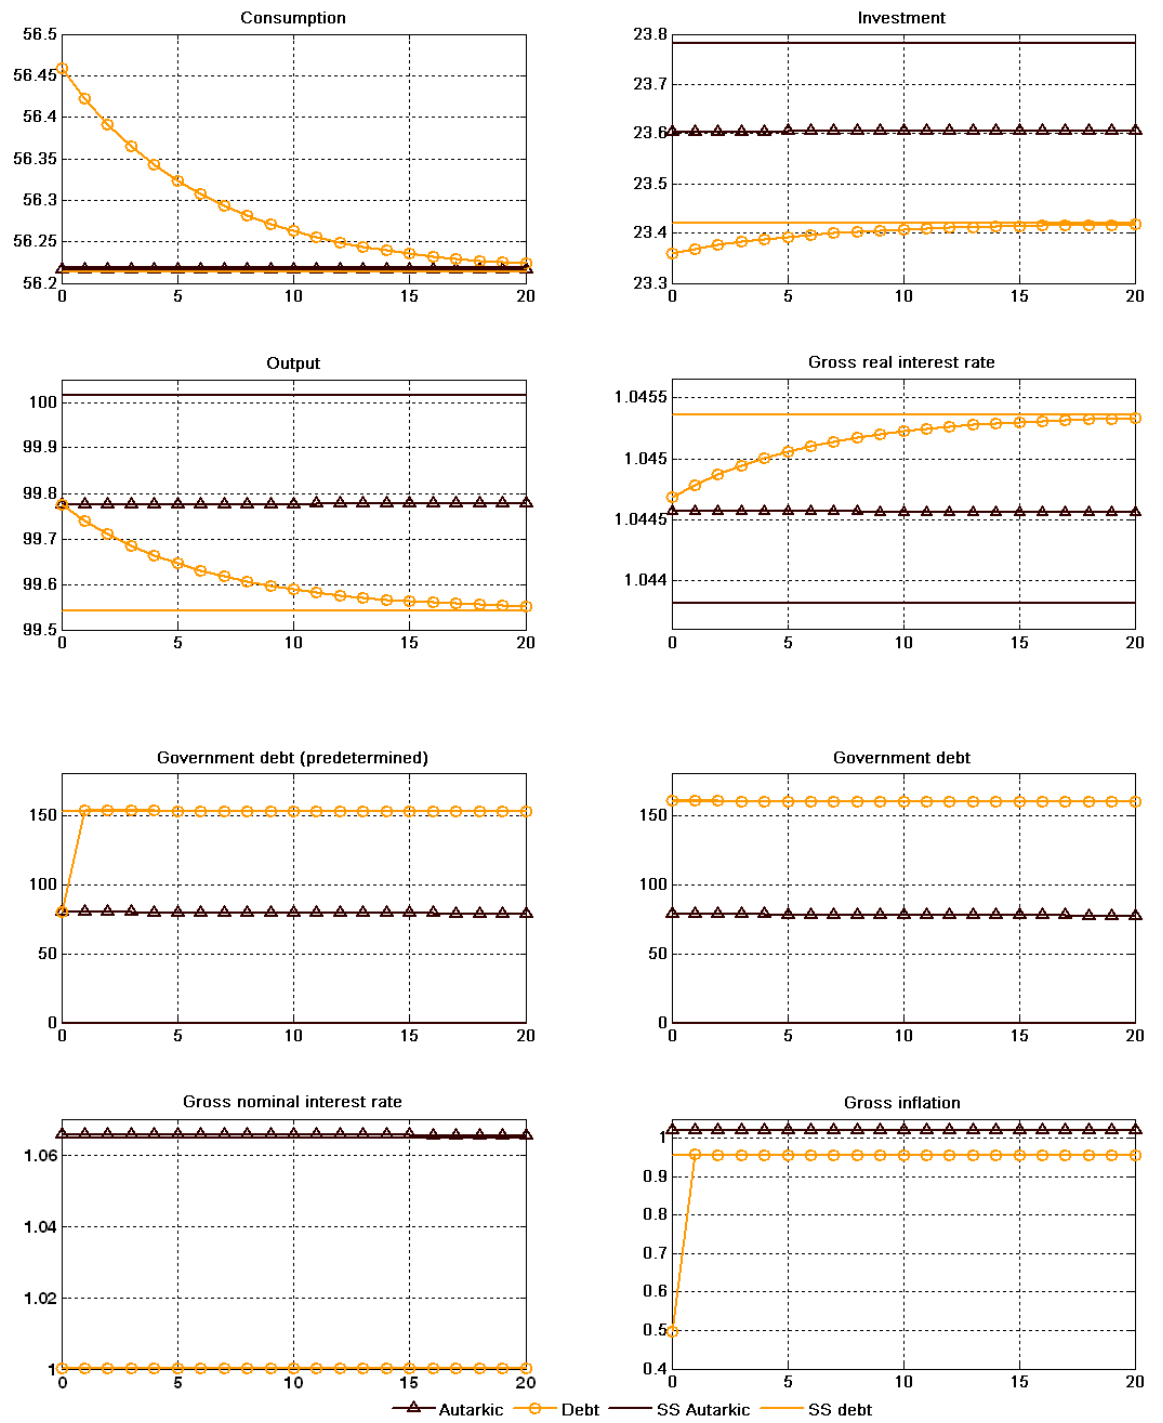 Consumption
56.5
56.45
56.4
56.35
56.3
56.25
56.2
0 5 10 15 20
Investment
23.8
23.7
23.6
23.5
23.4
23.3
0 5 10 15 20
Output
100
99.9
99.8
99.7
99.6
99.5
0 5 10 15 20
Gross real interest rate
1.0455
1.045
1.0445
1.044
0 5 10 15 20
Government debt (predetermined)
150
100
50
0
0 5 10 15 20
Government debt
150
100
50
0
0 5 10 15 20
Gross nominal interest rate
1.06
1.04
1.02
1
0 5 10 15 20
Gross inflation
1
0.9
0.8
0.7
0.6
0.5
0.4
0 5 10 15 20
Autarkic Debt SS Autarkic SS debt